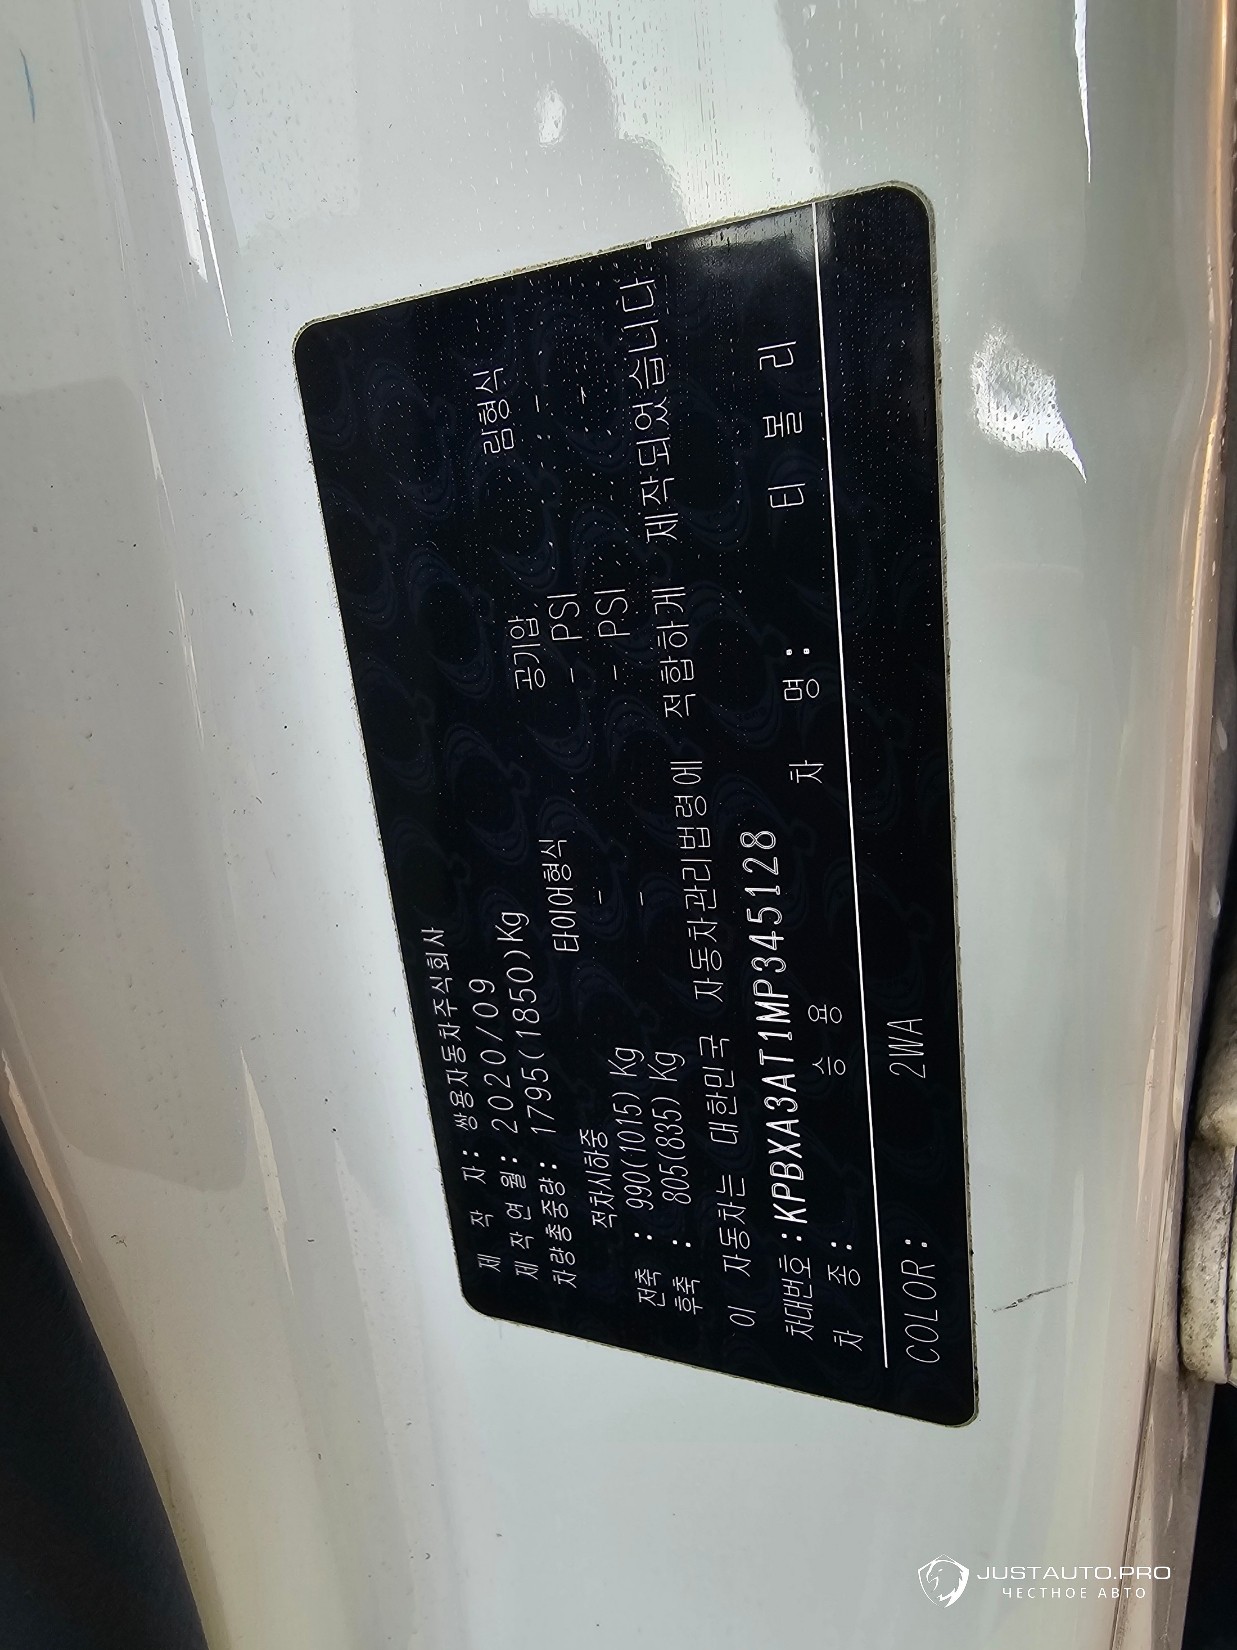 제 작 자: 쌍용자동차주식회사
제 작 연 월: 2020/09
차량총중량: 1795(1850)Kg
적차시하중 타이어형식 공기압 림형식
전축 : 990(1015) Kg - - PSI -
후축 : 805(835) Kg - - PSI -
이 자동차는 대한민국 자동차관리법령에 적합하게 제작되었습니다.
차대번호:KPBXA3AT1MP345128
차 종: 승 용 차 명: 티 볼 리
COLOR: 2WA
JUSTAUTO.PRO
ЧЕСТНОЕ АВТО